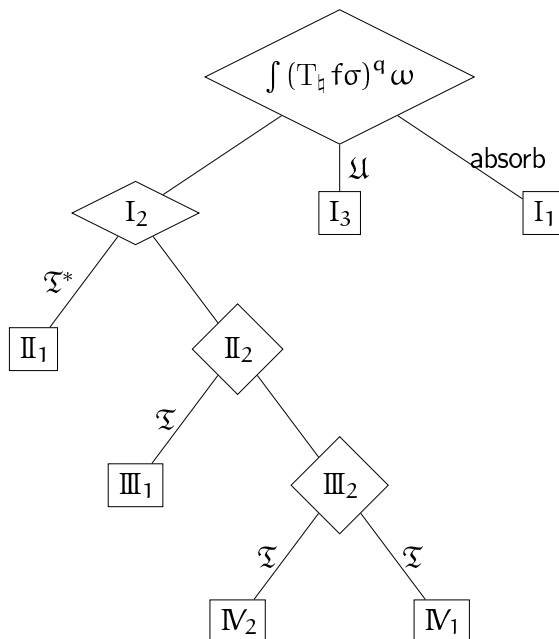 ∫ (T♮ fσ)^q ω
𝔘
absorb
I₂
I₃
I₁
𝔗*
II₁
II₂
𝔗
III₁
III₂
𝔗
𝔗
IV₂
IV₁